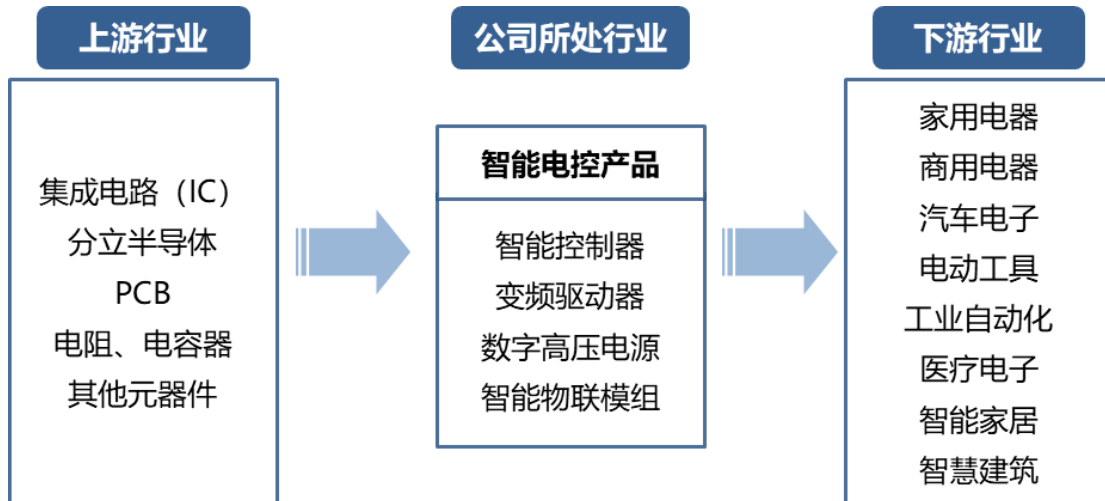 上游行业
集成电路（IC）
分立半导体
PCB
电阻、电容器
其他元器件
公司所处行业
智能电控产品
智能控制器
变频驱动器
数字高压电源
智能物联模组
下游行业
家用电器
商用电器
汽车电子
电动工具
工业自动化
医疗电子
智能家居
智慧建筑